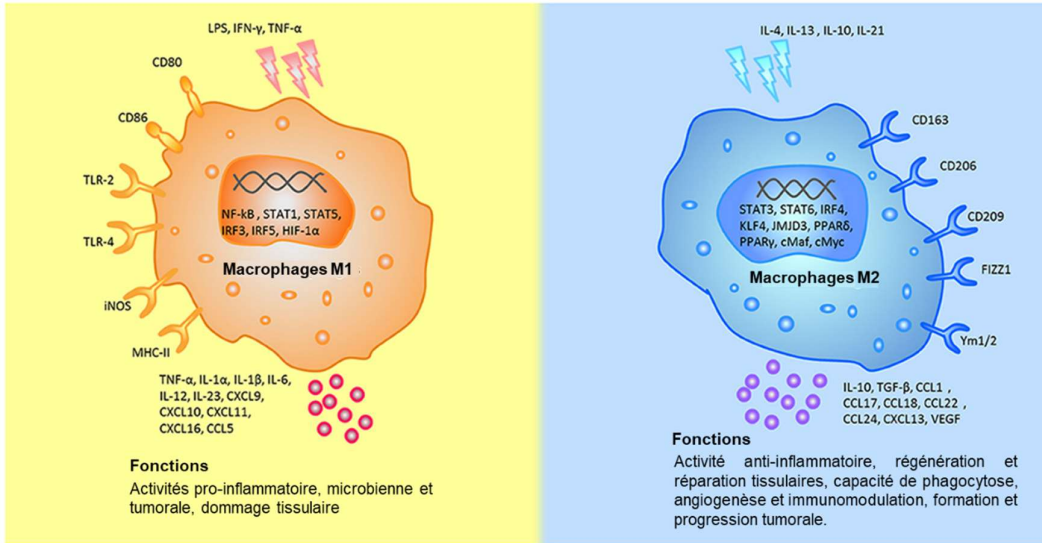 LPS, IFN-γ, TNF-α
CD80
CD86
TLR-2
TLR-4
iNOS
MHC-II
NF-kB , STAT1, STAT5,
IRF3, IRF5, HIF-1α
Macrophages M1
TNF-α, IL-1α, IL-1β, IL-6,
IL-12, IL-23, CXCL9,
CXCL10, CXCL11,
CXCL16, CCL5
Fonctions
Activités pro-inflammatoire, microbienne et
tumorale, dommage tissulaire
IL-4, IL-13 , IL-10, IL-21
CD163
CD206
CD209
FIZZ1
Ym1/2
STAT3, STAT6, IRF4,
KLF4, JMJD3, PPARδ,
PPARγ, cMaf, cMyc
Macrophages M2
IL-10, TGF-β, CCL1 ,
CCL17, CCL18, CCL22 ,
CCL24, CXCL13, VEGF
Fonctions
Activité anti-inflammatoire, régénération et
réparation tissulaires, capacité de phagocytose,
angiogenèse et immunomodulation, formation et
progression tumorale.